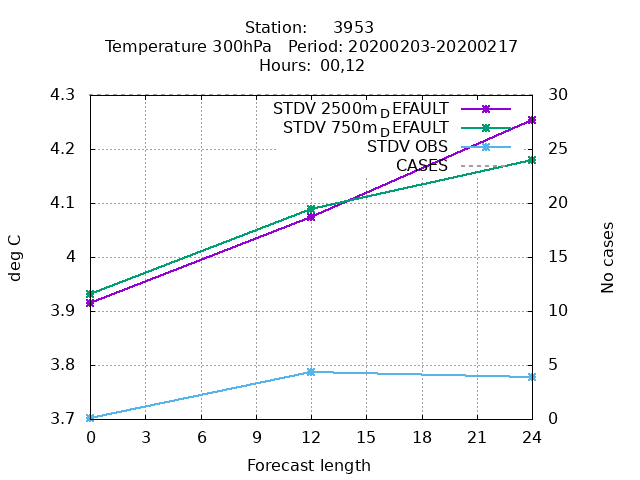 Station: 3953
Temperature 300hPa Period: 20200203-20200217
Hours: 00,12
4.3
4.2
4.1
4
3.9
3.8
3.7
30
25
20
15
10
5
0
STDV 2500m_DEFAULT
STDV 750m_DEFAULT
STDV OBS
CASES
deg C
No cases
0 3 6 9 12 15 18 21 24
Forecast length